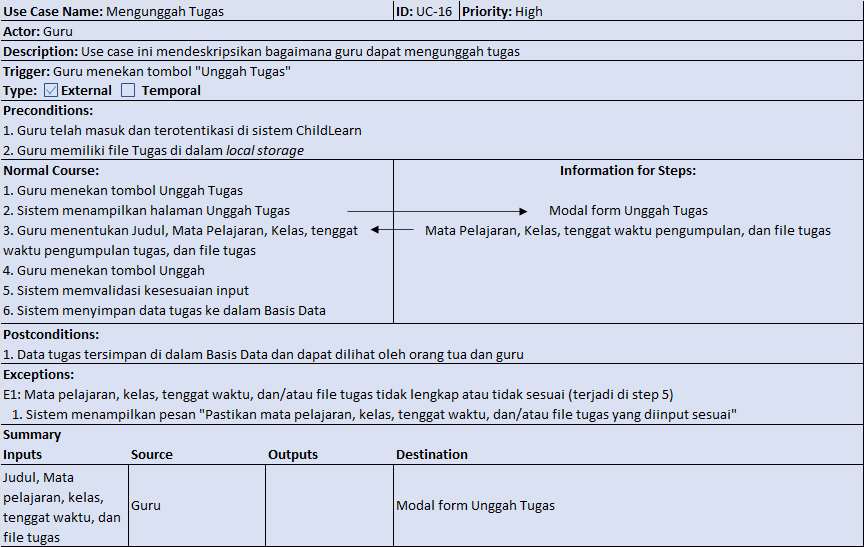 Use Case Name: Mengunggah Tugas ID: UC-16 Priority: High
Actor: Guru
Description: Use case ini mendeskripsikan bagaimana guru dapat mengunggah tugas
Trigger: Guru menekan tombol "Unggah Tugas"
Type: External Temporal
Preconditions:
1. Guru telah masuk dan terotentikasi di sistem ChildLearn
2. Guru memiliki file Tugas di dalam local storage
Normal Course: Information for Steps:
1. Guru menekan tombol Unggah Tugas
2. Sistem menampilkan halaman Unggah Tugas Modal form Unggah Tugas
3. Guru menentukan Judul, Mata Pelajaran, Kelas, tenggat Mata Pelajaran, Kelas, tenggat waktu pengumpulan, dan file tugas
waktu pengumpulan tugas, dan file tugas
4. Guru menekan tombol Unggah
5. Sistem memvalidasi kesesuaian input
6. Sistem menyimpan data tugas ke dalam Basis Data
Postconditions:
1. Data tugas tersimpan di dalam Basis Data dan dapat dilihat oleh orang tua dan guru
Exceptions:
E1: Mata pelajaran, kelas, tenggat waktu, dan/atau file tugas tidak lengkap atau tidak sesuai (terjadi di step 5)
1. Sistem menampilkan pesan "Pastikan mata pelajaran, kelas, tenggat waktu, dan/atau file tugas yang diinput sesuai"
Summary
Inputs Source Outputs Destination
Judul, Mata
pelajaran, kelas,
tenggat waktu, dan
file tugas
Guru
Modal form Unggah Tugas